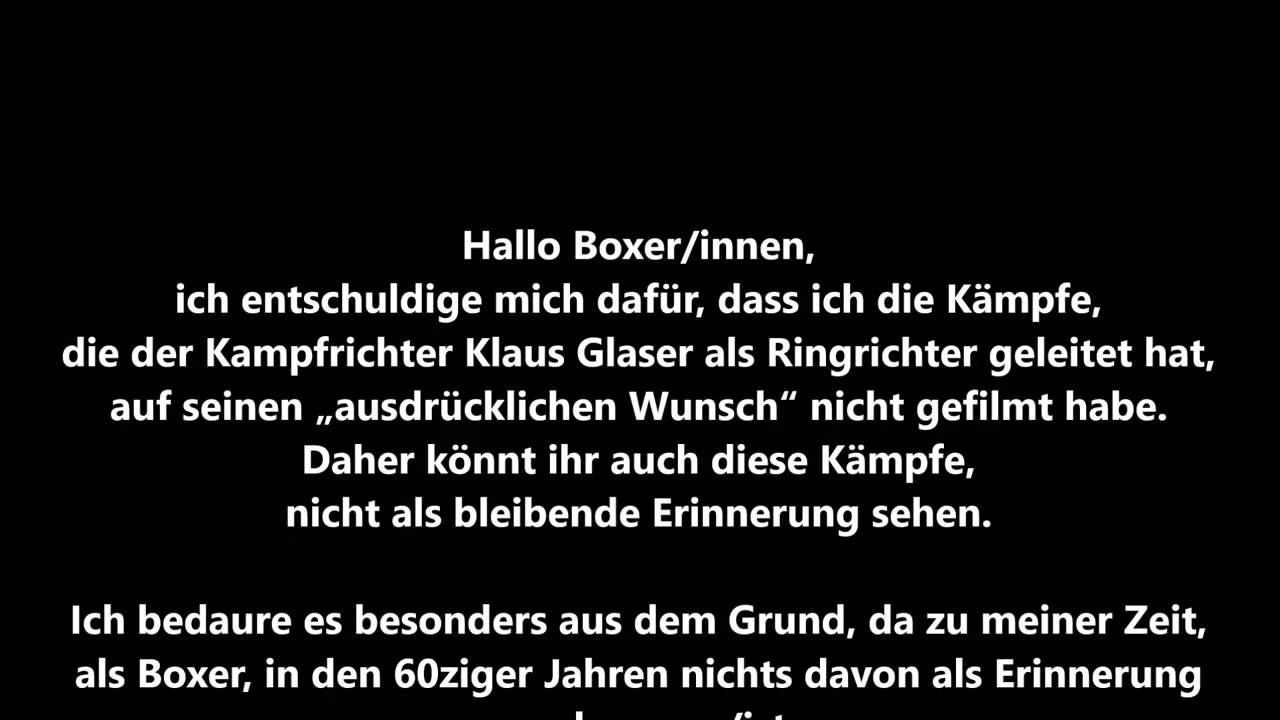 Hallo Boxer/innen,
ich entschuldige mich dafür, dass ich die Kämpfe,
die der Kampfrichter Klaus Glaser als Ringrichter geleitet hat,
auf seinen „ausdrücklichen Wunsch“ nicht gefilmt habe.
Daher könnt ihr auch diese Kämpfe,
nicht als bleibende Erinnerung sehen.
Ich bedaure es besonders aus dem Grund, da zu meiner Zeit,
als Boxer, in den 60ziger Jahren nichts davon als Erinnerung